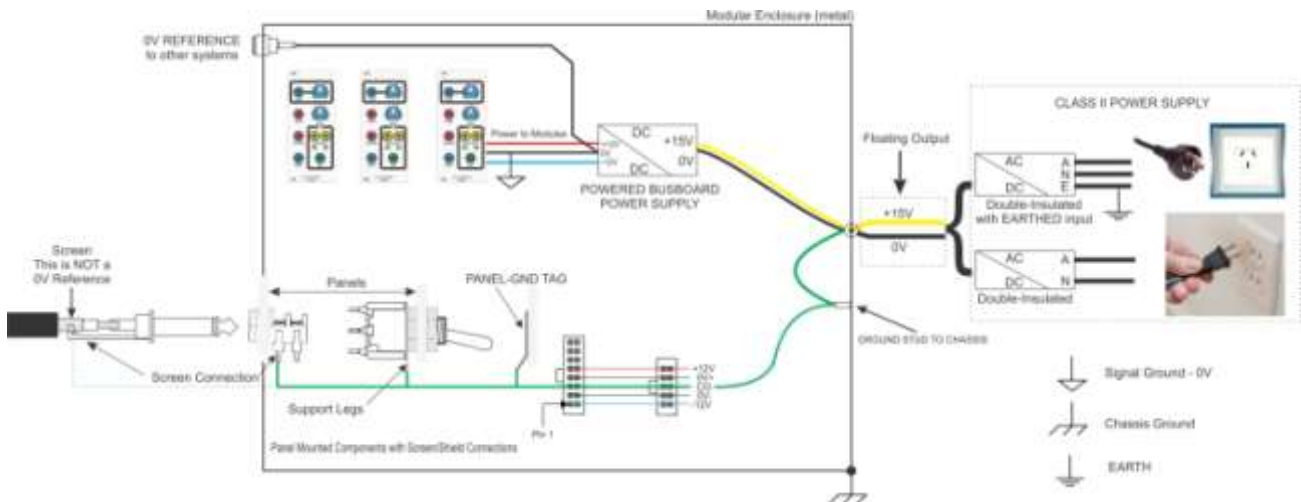 Modular Enclosure (metal)
0V REFERENCE
to other systems
CLASS II POWER SUPPLY
Power to Modules
DC
DC
+15V
0V
POWERED BUSBOARD
POWER SUPPLY
Floating Output
+15V
0V
AC
DC
A
N
E
Double-Insulated
with EARTHED input
AC
DC
A
N
Double-Insulated
Screen
This is NOT a
0V Reference
Panels
PANEL-GND TAG
GROUND STUD TO CHASSIS
Screen Connection
Support Legs
+12V
-12V
Pin 1
Panel Mounted Components with Screen/Shield Connections
Signal Ground - 0V
Chassis Ground
EARTH